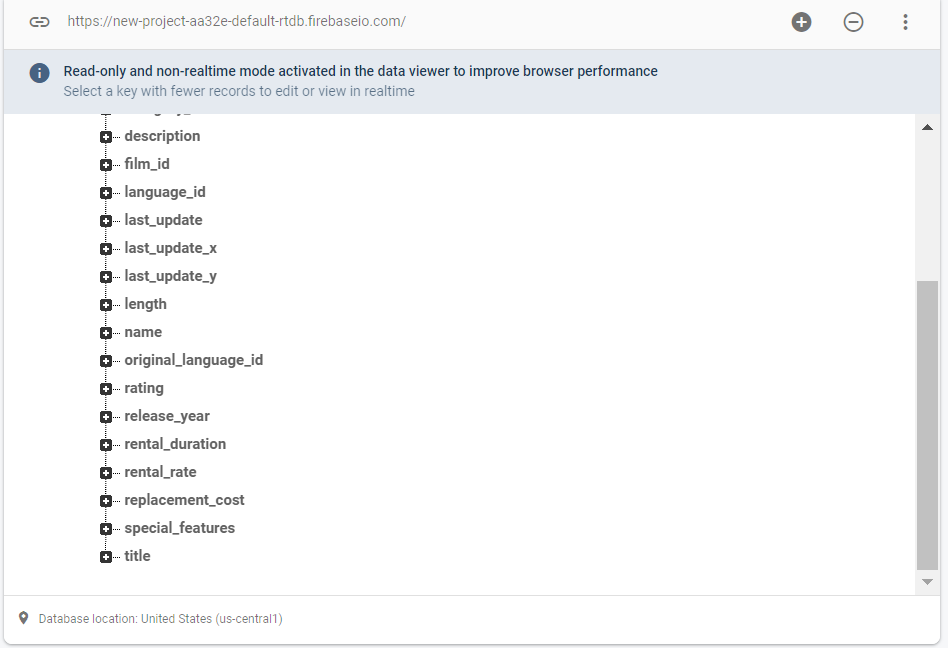 https://new-project-aa32e-default-rtdb.firebaseio.com/
Read-only and non-realtime mode activated in the data viewer to improve browser performance
Select a key with fewer records to edit or view in realtime
description
film_id
language_id
last_update
last_update_x
last_update_y
length
name
original_language_id
rating
release_year
rental_duration
rental_rate
replacement_cost
special_features
title
Database location: United States (us-central1)